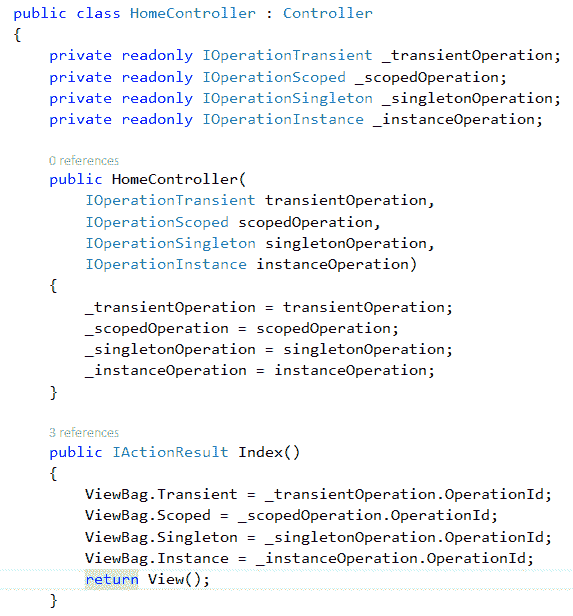 public class HomeController : Controller
{
private readonly IOperationTransient _transientOperation;
private readonly IOperationScoped _scopedOperation;
private readonly IOperationSingleton _singletonOperation;
private readonly IOperationInstance _instanceOperation;
0 references
public HomeController(
IOperationTransient transientOperation,
IOperationScoped scopedOperation,
IOperationSingleton singletonOperation,
IOperationInstance instanceOperation)
{
_transientOperation = transientOperation;
_scopedOperation = scopedOperation;
_singletonOperation = singletonOperation;
_instanceOperation = instanceOperation;
}
3 references
public IActionResult Index()
{
ViewBag.Transient = _transientOperation.OperationId;
ViewBag.Scoped = _scopedOperation.OperationId;
ViewBag.Singleton = _singletonOperation.OperationId;
ViewBag.Instance = _instanceOperation.OperationId;
return View();
}